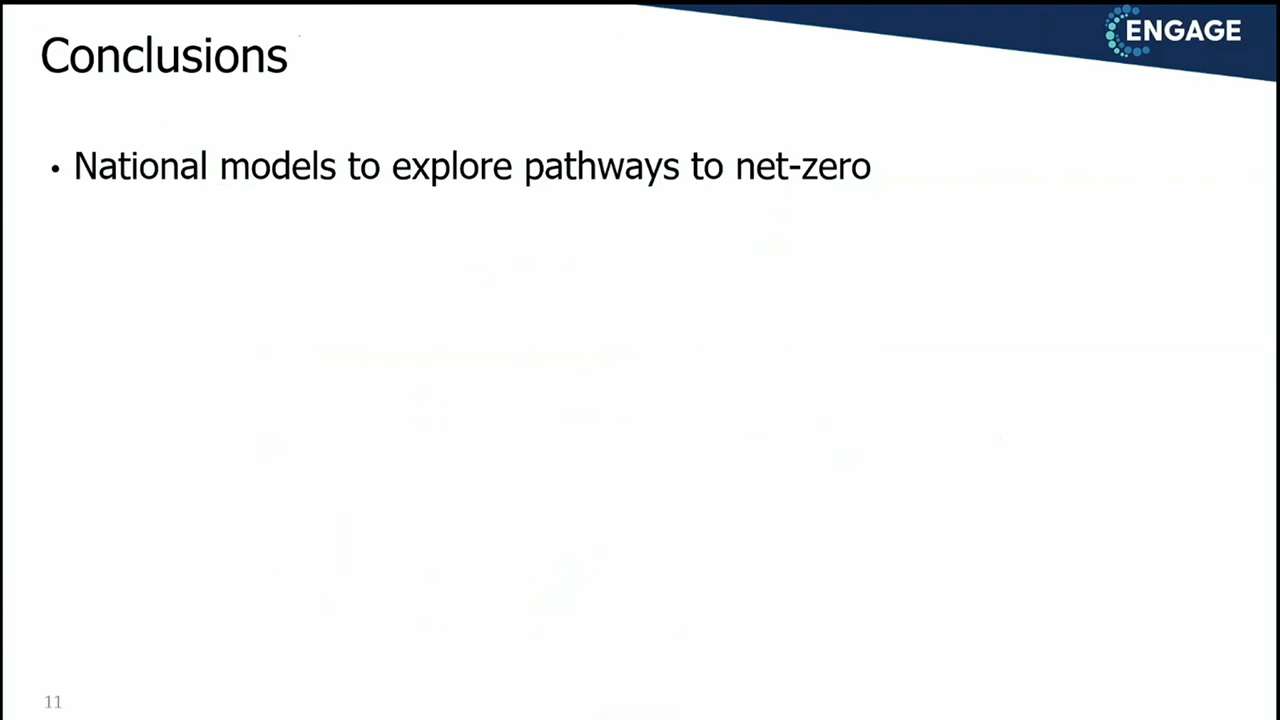 ENGAGE
Conclusions
• National models to explore pathways to net-zero
11